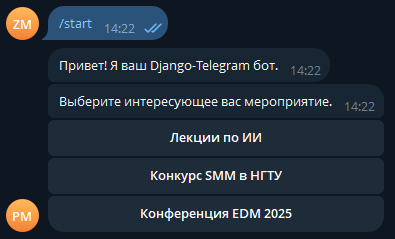 ZM
/start 14:22
Привет! Я ваш Django-Telegram бот. 14:22
Выберите интересующее вас мероприятие. 14:22
Лекции по ИИ
Конкурс SMM в НГТУ
PM
Конференция EDM 2025